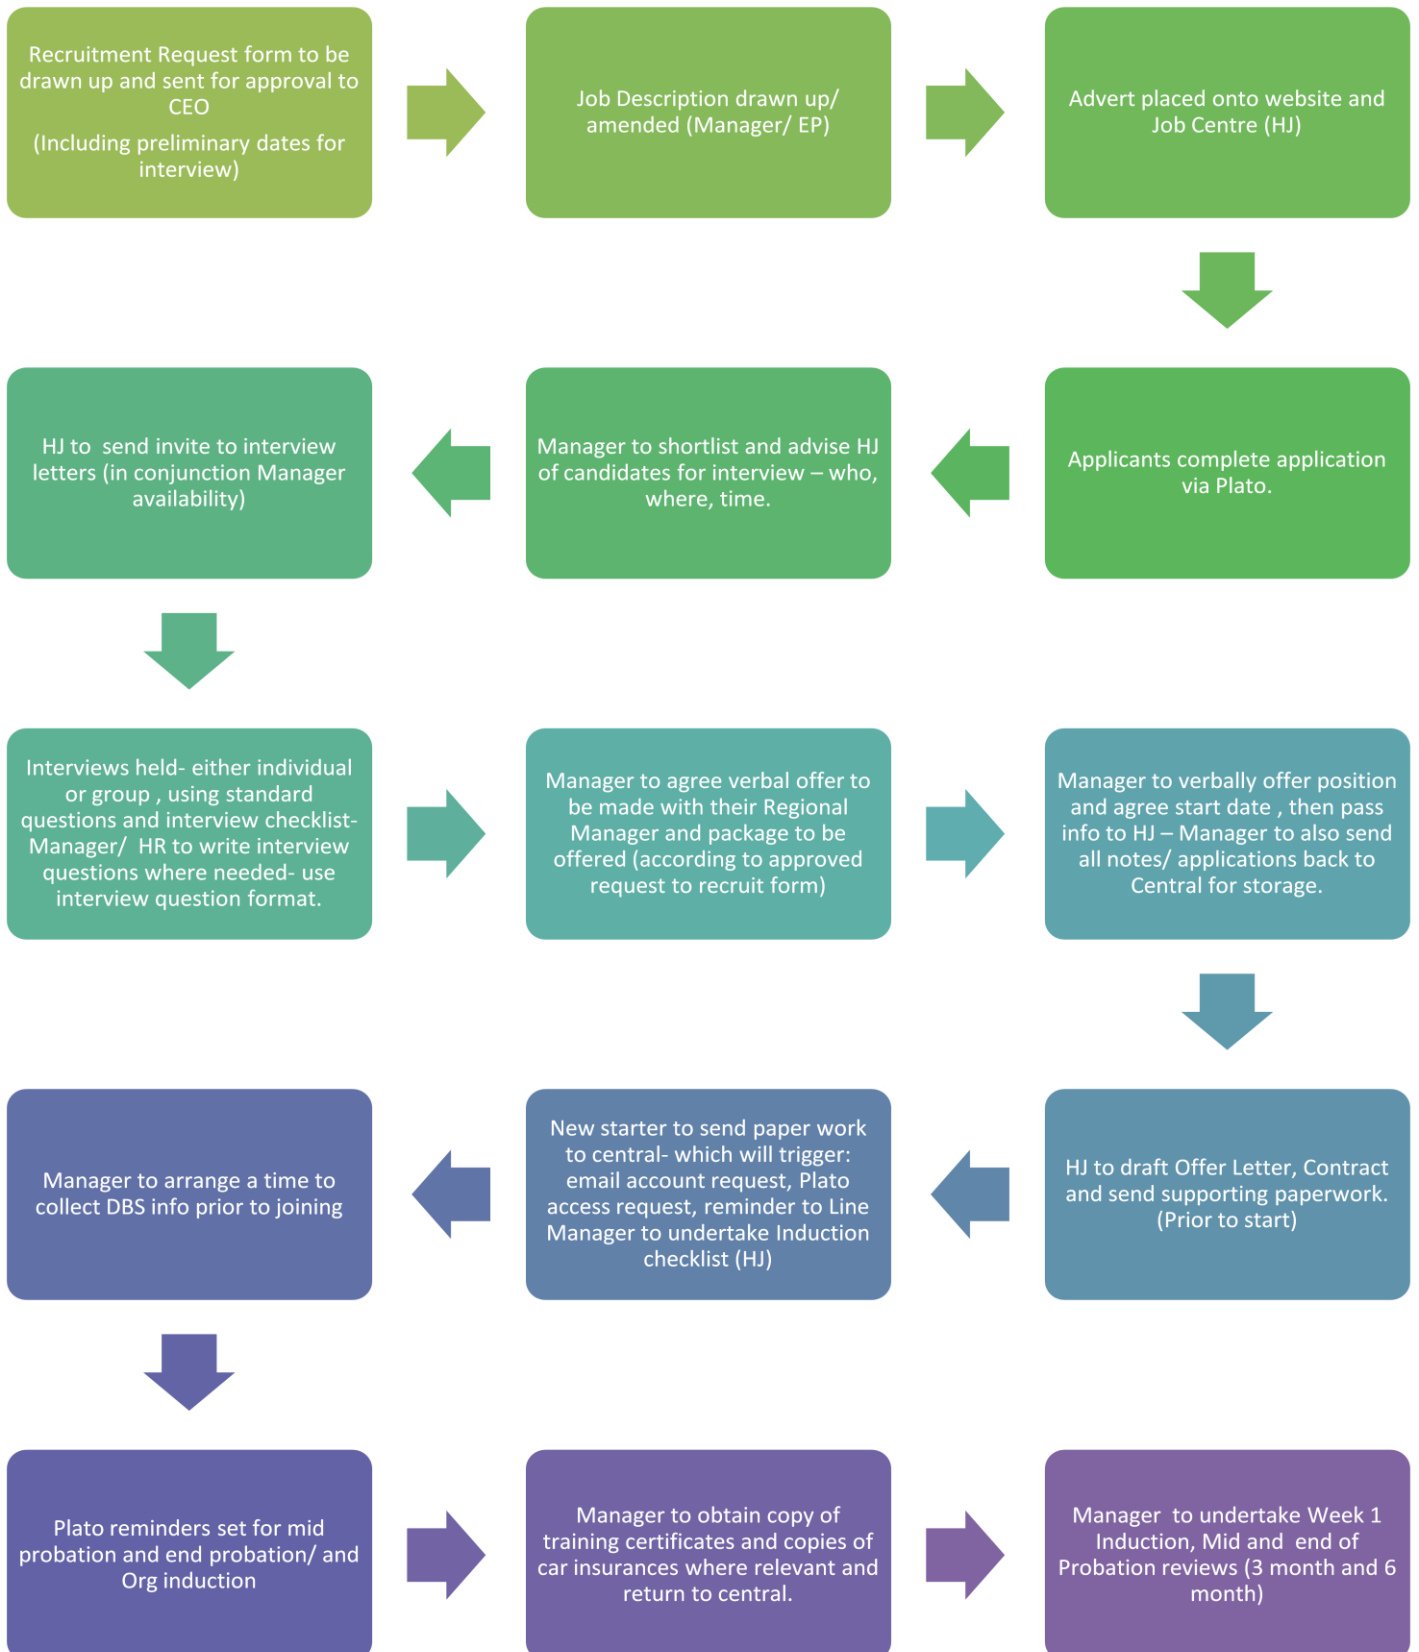 Recruitment Request form to be
drawn up and sent for approval to
CEO
(Including preliminary dates for
interview)
Job Description drawn up/
amended (Manager/ EP)
Advert placed onto website and
Job Centre (HJ)
Applicants complete application
via Plato.
Manager to shortlist and advise HJ
of candidates for interview – who,
where, time.
HJ to  send invite to interview
letters (in conjunction Manager
availability)
Interviews held- either individual
or group , using standard
questions and interview checklist-
Manager/  HR to write interview
questions where needed- use
interview question format.
Manager to agree verbal offer to
be made with their Regional
Manager and package to be
offered (according to approved
request to recruit form)
Manager to verbally offer position
and agree start date , then pass
info to HJ – Manager to also send
all notes/ applications back to
Central for storage.
HJ to draft Offer Letter, Contract
and send supporting paperwork.
(Prior to start)
New starter to send paper work
to central- which will trigger:
email account request, Plato
access request, reminder to Line
Manager to undertake Induction
checklist (HJ)
Manager to arrange a time to
collect DBS info prior to joining
Plato reminders set for mid
probation and end probation/ and
Org induction
Manager to obtain copy of
training certificates and copies of
car insurances where relevant and
return to central.
Manager  to undertake Week 1
Induction, Mid and  end of
Probation reviews (3 month and 6
month)